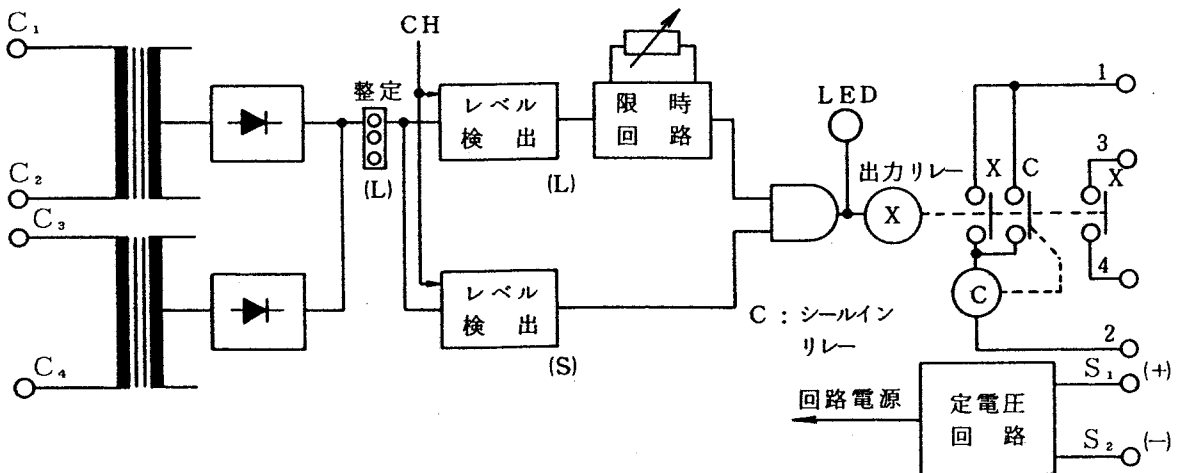 C₁
C₂
C₃
C₄
整定
(L)
CH
レベル
検出
(L)
限時
回路
レベル
検出
(S)
LED
出力リレー
X
X
C
1
3
X
4
C
2
C : シールイン
リレー
回路電源
定電圧
回路
S₁ (+)
S₂ (−)